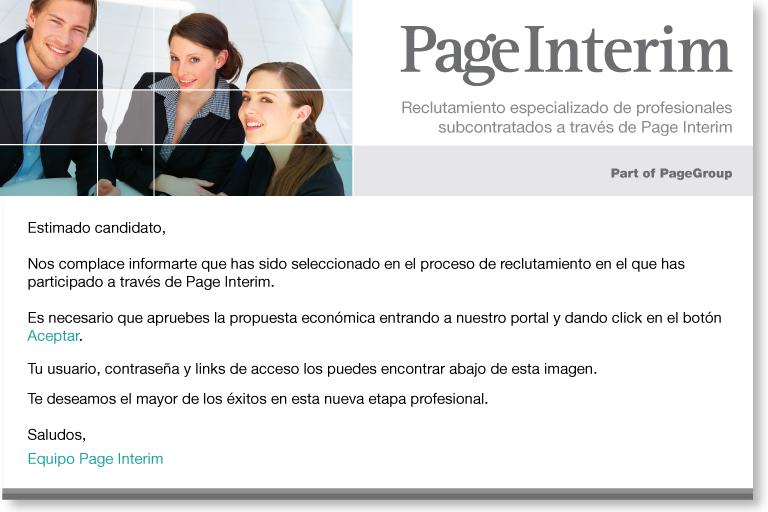 PageInterim
Reclutamiento especializado de profesionales
subcontratados a través de Page Interim
Part of PageGroup
Estimado candidato,
Nos complace informarte que has sido seleccionado en el proceso de reclutamiento en el que has
participado a través de Page Interim.
Es necesario que apruebes la propuesta económica entrando a nuestro portal y dando click en el botón
Aceptar.
Tu usuario, contraseña y links de acceso los puedes encontrar abajo de esta imagen.
Te deseamos el mayor de los éxitos en esta nueva etapa profesional.
Saludos,
Equipo Page Interim